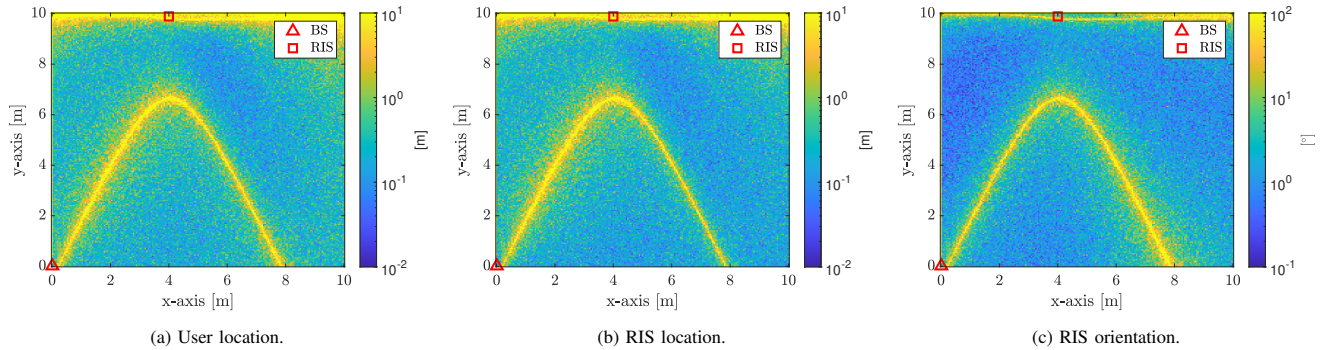 10
8
6
4
2
0
y-axis [m]
0 2 4 6 8 10
x-axis [m]
BS
RIS
10^1
10^0
10^-1
10^-2
[m]
(a) User location.
10
8
6
4
2
0
y-axis [m]
0 2 4 6 8 10
x-axis [m]
BS
RIS
10^1
10^0
10^-1
10^-2
[m]
(b) RIS location.
10
8
6
4
2
0
y-axis [m]
0 2 4 6 8 10
x-axis [m]
BS
RIS
10^2
10^1
10^0
10^-1
[°]
(c) RIS orientation.